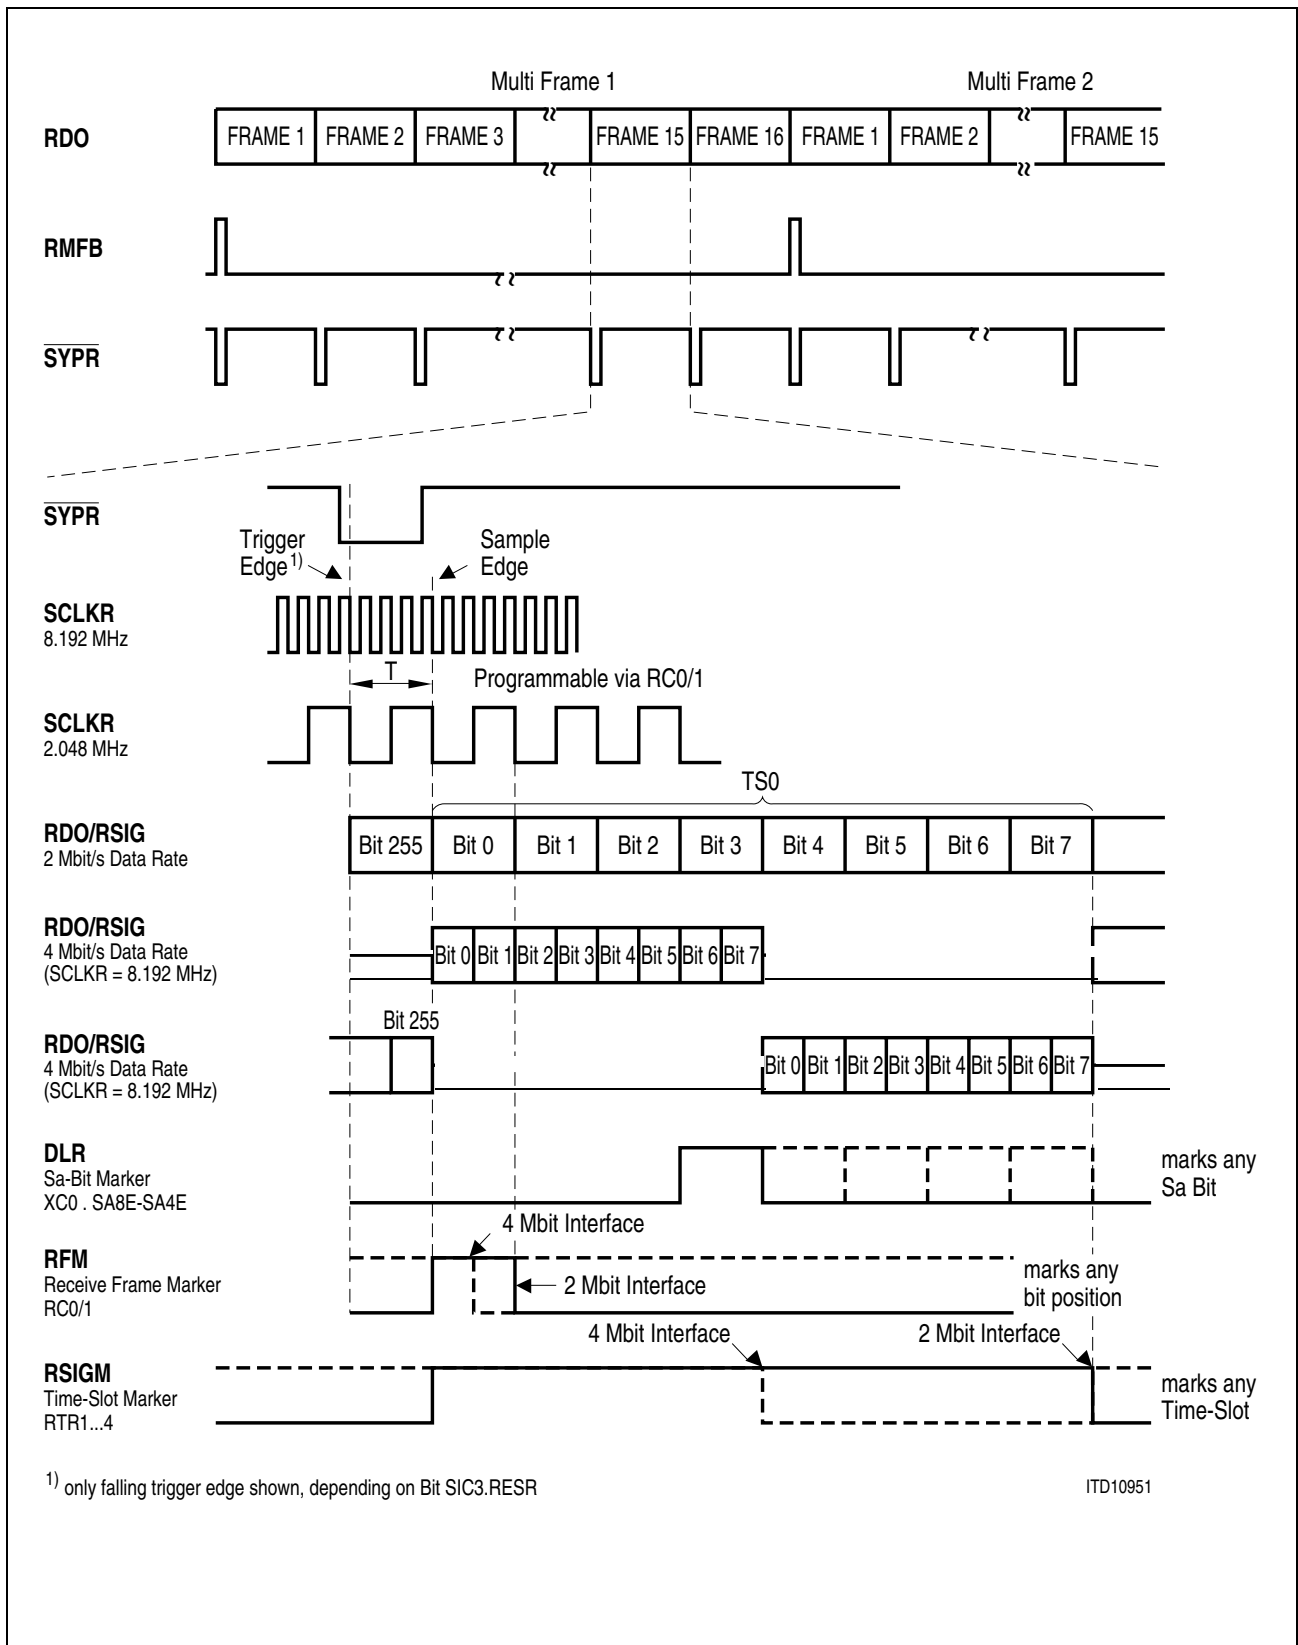 Multi Frame 1 Multi Frame 2
RDO FRAME 1 FRAME 2 FRAME 3 FRAME 15 FRAME 16 FRAME 1 FRAME 2 FRAME 15
RMFB
SYPR
SYPR
Trigger Edge 1)
Sample Edge
SCLKR
8.192 MHz
T Programmable via RC0/1
SCLKR
2.048 MHz
TS0
RDO/RSIG
2 Mbit/s Data Rate
Bit 255 Bit 0 Bit 1 Bit 2 Bit 3 Bit 4 Bit 5 Bit 6 Bit 7
RDO/RSIG
4 Mbit/s Data Rate
(SCLKR = 8.192 MHz)
Bit 0 Bit 1 Bit 2 Bit 3 Bit 4 Bit 5 Bit 6 Bit 7
Bit 255
RDO/RSIG
4 Mbit/s Data Rate
(SCLKR = 8.192 MHz)
Bit 0 Bit 1 Bit 2 Bit 3 Bit 4 Bit 5 Bit 6 Bit 7
DLR
Sa-Bit Marker
XC0 . SA8E-SA4E
marks any
Sa Bit
4 Mbit Interface
RFM
Receive Frame Marker
RC0/1
2 Mbit Interface
marks any
bit position
4 Mbit Interface 2 Mbit Interface
RSIGM
Time-Slot Marker
RTR1...4
marks any
Time-Slot
1) only falling trigger edge shown, depending on Bit SIC3.RESR
ITD10951